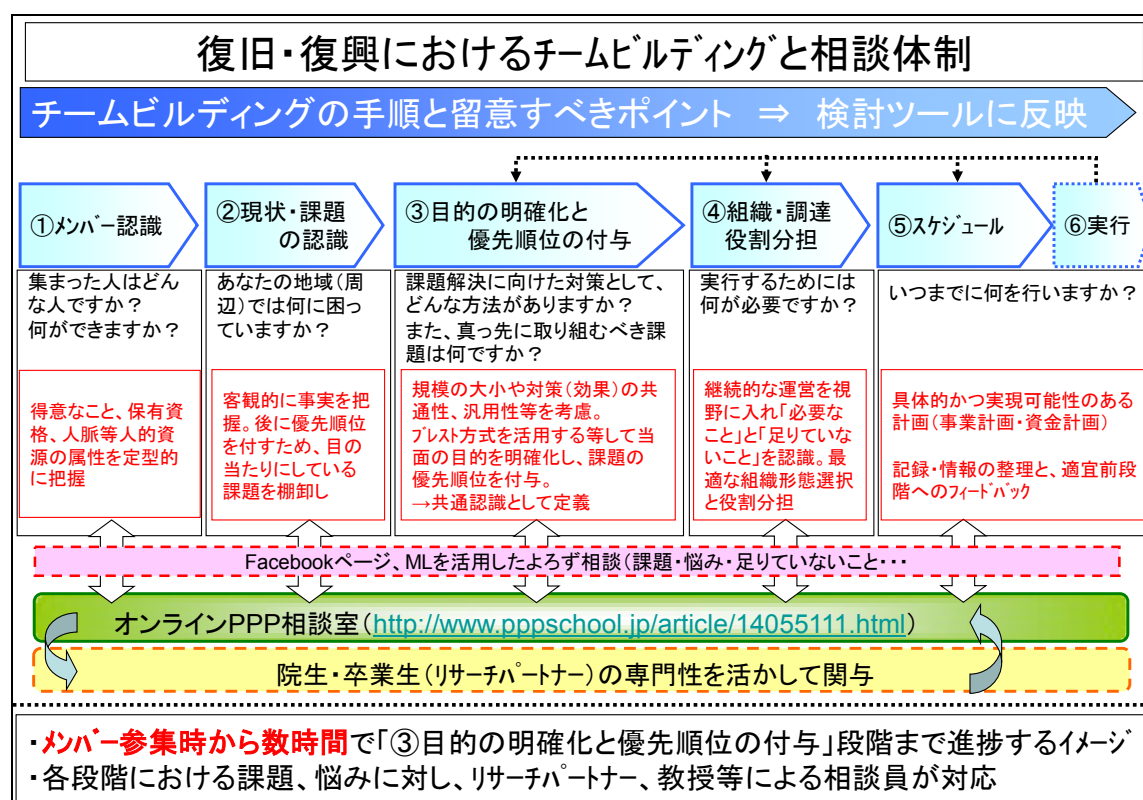 復旧・復興におけるﾁｰﾑﾋﾞﾙﾃﾞｨﾝｸﾞと相談体制
チームビルディングの手順と留意すべきポイント ⇒ 検討ツールに反映
①ﾒﾝﾊﾞｰ認識
②現状・課題
の認識
③目的の明確化と
優先順位の付与
④組織・調達
役割分担
⑤ｽｹｼﾞｭｰﾙ
⑥実行
集まった人はどん
な人ですか？
何ができますか？
得意なこと、保有資
格、人脈等人的資
源の属性を定型的
に把握
あなたの地域（周
辺）では何に困っ
ていますか？
客観的に事実を把
握。後に優先順位
を付すため、目の
当たりにしている
課題を棚卸し
課題解決に向けた対策として、
どんな方法がありますか？
また、真っ先に取り組むべき課
題は何ですか？
規模の大小や対策（効果）の共
通性、汎用性等を考慮。
ﾌﾞﾚｽﾄ方式を活用する等して当
面の目的を明確化し、課題の
優先順位を付与。
→共通認識として定義
実行するためには
何が必要ですか？
継続的な運営を視
野に入れ「必要な
こと」と「足りていな
いこと」を認識。最
適な組織形態選択
と役割分担
いつまでに何を行いますか？
具体的かつ実現可能性のある
計画（事業計画・資金計画）
記録・情報の整理と、適宜前段
階へのﾌｨｰﾄﾞﾊﾞｯｸ
Facebookページ、MLを活用したよろず相談（課題・悩み・足りていないこと・・・
オンラインPPP相談室（http://www.pppschool.jp/article/14055111.html）
院生・卒業生（ﾘｻｰﾁﾊﾟｰﾄﾅｰ）の専門性を活かして関与
・ﾒﾝﾊﾞｰ参集時から数時間で「③目的の明確化と優先順位の付与」段階まで進捗するｲﾒｰｼﾞ
・各段階における課題、悩みに対し、ﾘｻｰﾁﾊﾟｰﾄﾅｰ、教授等による相談員が対応